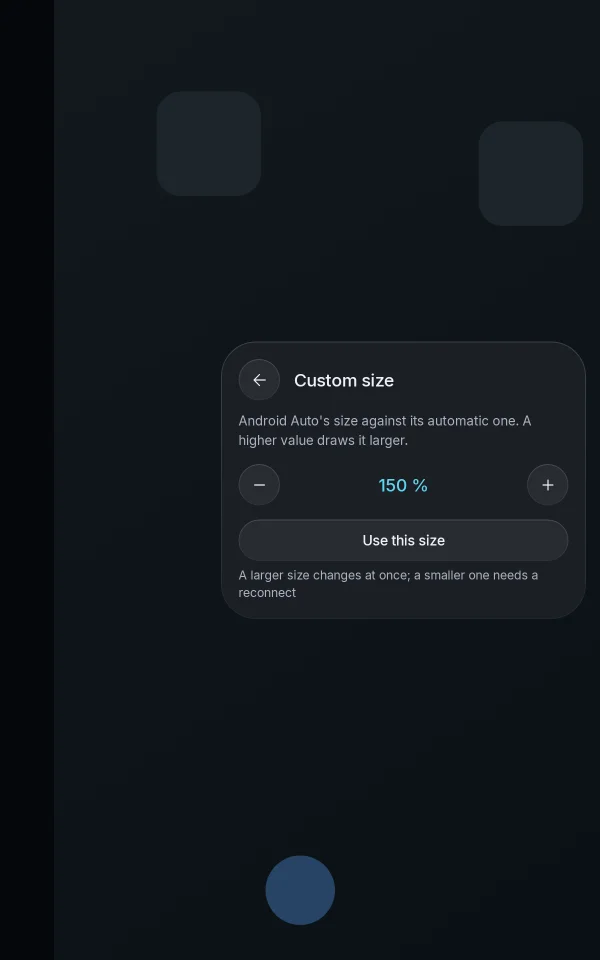 Custom size
Android Auto's size against its automatic one. A
higher value draws it larger.
150 %
Use this size
A larger size changes at once; a smaller one needs a
reconnect